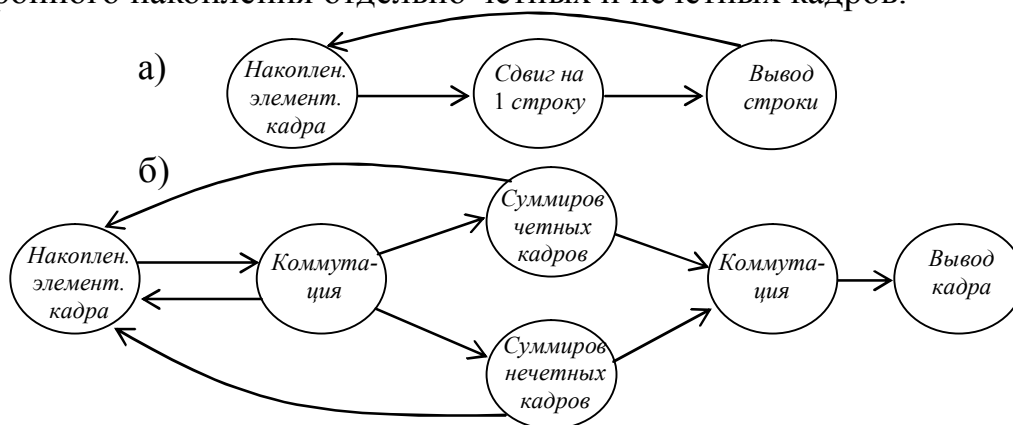 ронного накопления отдельно четных и нечетных кадров.
а)
Накоплен.
элемент.
кадра
Сдвиг на
1 строку
Вывод
строки
б)
Накоплен.
элемент.
кадра
Коммута-
ция
Суммиров
четных
кадров
Суммиров
нечетных
кадров
Коммута-
ция
Вывод
кадра